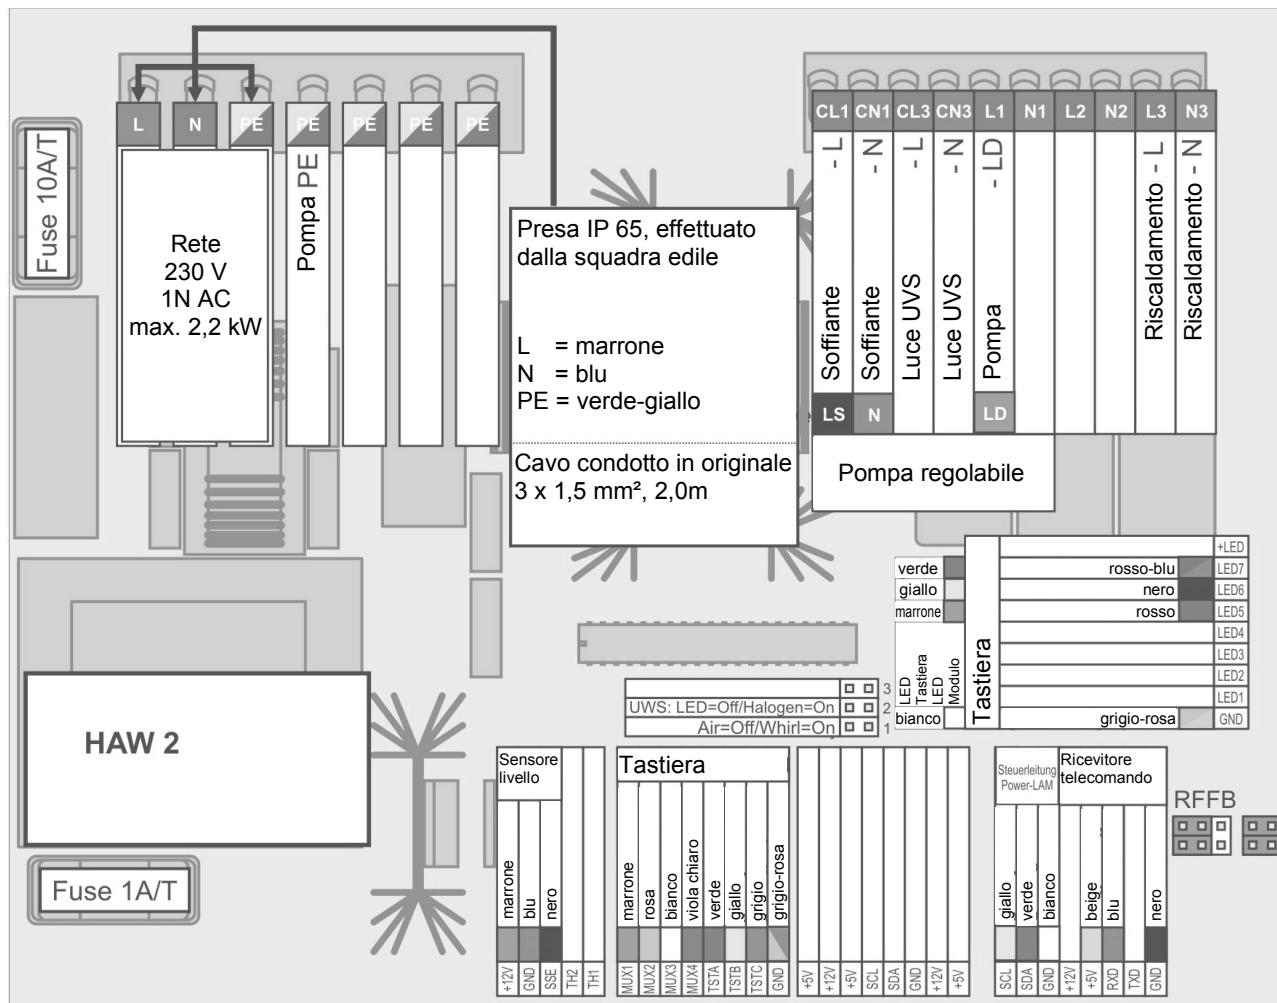 L N PE PE PE PE PE
Fuse 10A/T
Rete
230 V
1N AC
max. 2,2 kW
Pompa PE
Presa IP 65, effettuato
dalla squadra edile
L = marrone
N = blu
PE = verde-giallo
Cavo condotto in originale
3 x 1,5 mm², 2,0m
CL1 CN1 CL3 CN3 L1 N1 L2 N2 L3 N3
Soffiante - L
Soffiante - N
Luce UVS - L
Luce UVS - N
Pompa - LD
Riscaldamento - L
Riscaldamento - N
LS N LD
Pompa regolabile
verde
giallo
marrone
LED
Tastiera
LED
Modulo
bianco
Tastiera
+LED
rosso-blu LED7
nero LED6
rosso LED5
LED4
LED3
LED2
LED1
grigio-rosa GND
3
UWS: LED=Off/Halogen=On 2
Air=Off/Whirl=On 1
HAW 2
Fuse 1A/T
Sensore
livello
marrone
blu
nero
+12V GND SSE TH2 TH1
Tastiera
marrone
rosa
bianco
viola chiaro
verde
giallo
grigio
grigio-rosa
MUX1 MUX2 MUX3 MUX4 TSTA TSTB TSTC GND
+5V +12V +5V SCL SDA GND +12V +5V
Steuerleitung
Power-LAM
Ricevitore
telecomando
giallo
verde
bianco
beige
blu
nero
SCL SDA GND +12V +5V RXD TXD GND
RFFB